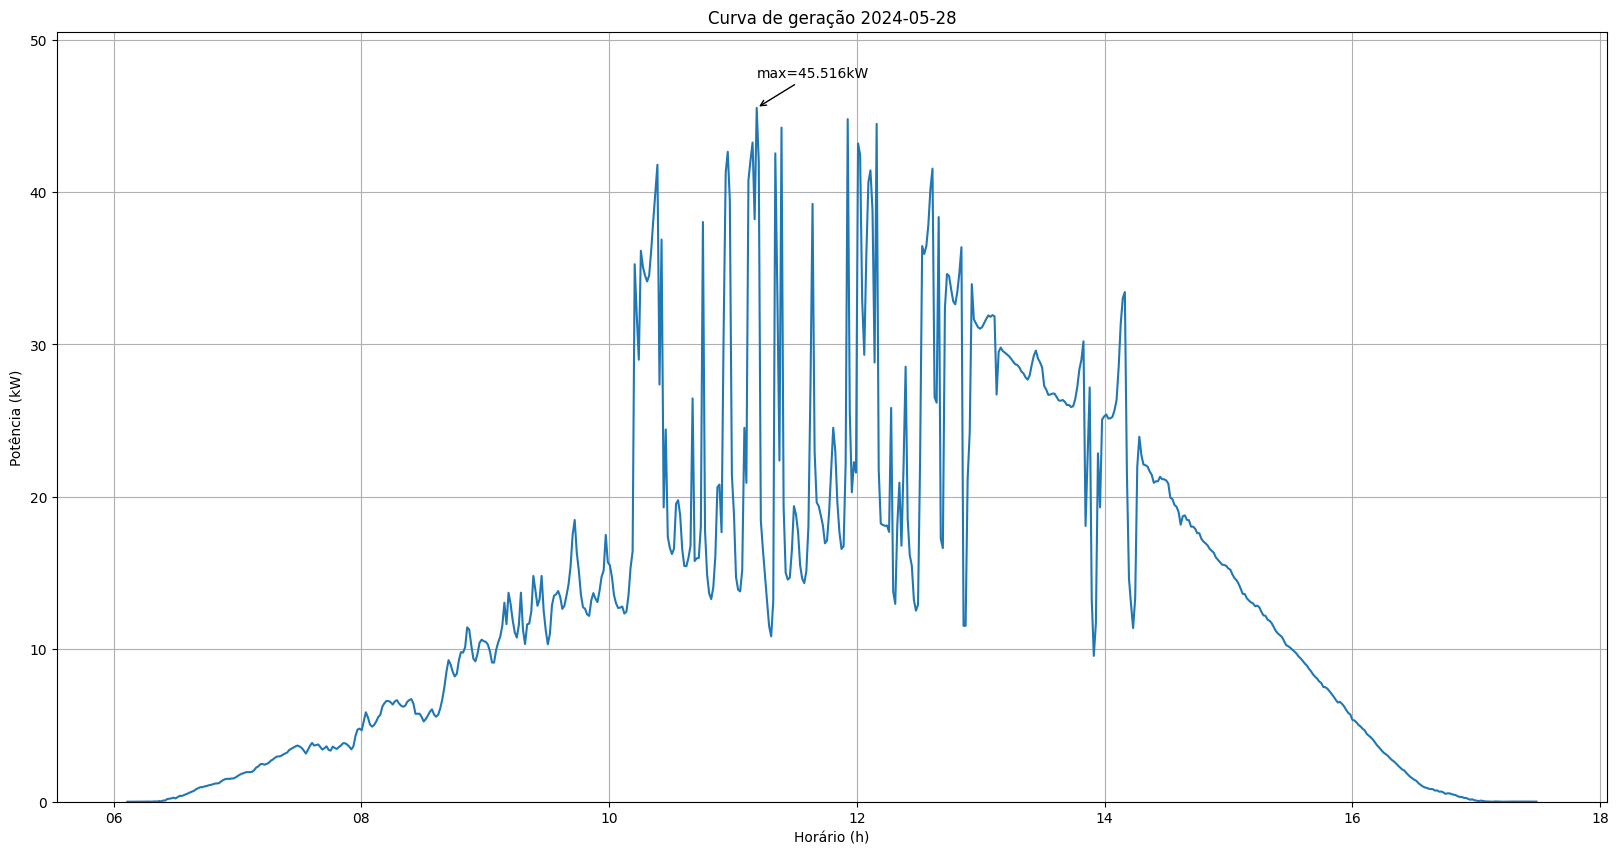 Curva de geração 2024-05-28
max=45.516kW
Potência (kW)
50
40
30
20
10
0
06 08 10 12 14 16 18
Horário (h)